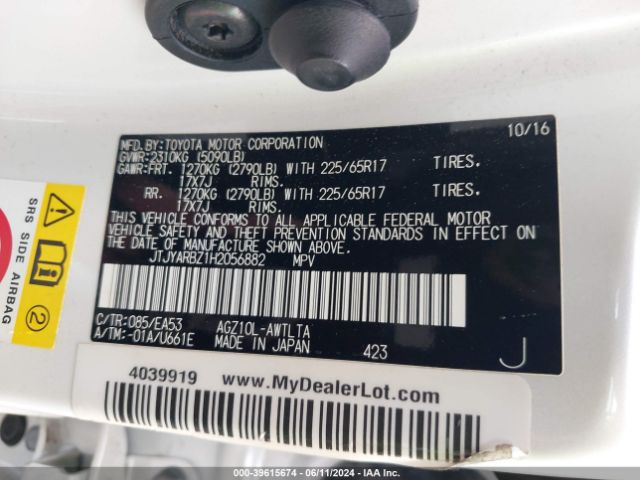 10/16
MFD.BY:TOYOTA MOTOR CORPORATION
GVWR:2310KG (5090LB)
GAWR:FRT. 1270KG (2790LB) WITH 225/65R17 TIRES.
17X7J RIMS.
RR. 1270KG (2790LB) WITH 225/65R17 TIRES.
17X7J RIMS.
THIS VEHICLE CONFORMS TO ALL APPLICABLE FEDERAL MOTOR
VEHICLE SAFETY AND THEFT PREVENTION STANDARDS IN EFFECT ON
THE DATE OF MANUFACTURE SHOWN ABOVE.
JTJYARBZ1H2056882 MPV
C/TR:085/EA53 AGZ10L-AWTLTA
A/TM:-01A/U661E MADE IN JAPAN 423
J
SRS SIDE AIRBAG
2
4039919 www.MyDealerLot.com
000-39615674 | 06/11/2024 | IAA Inc.